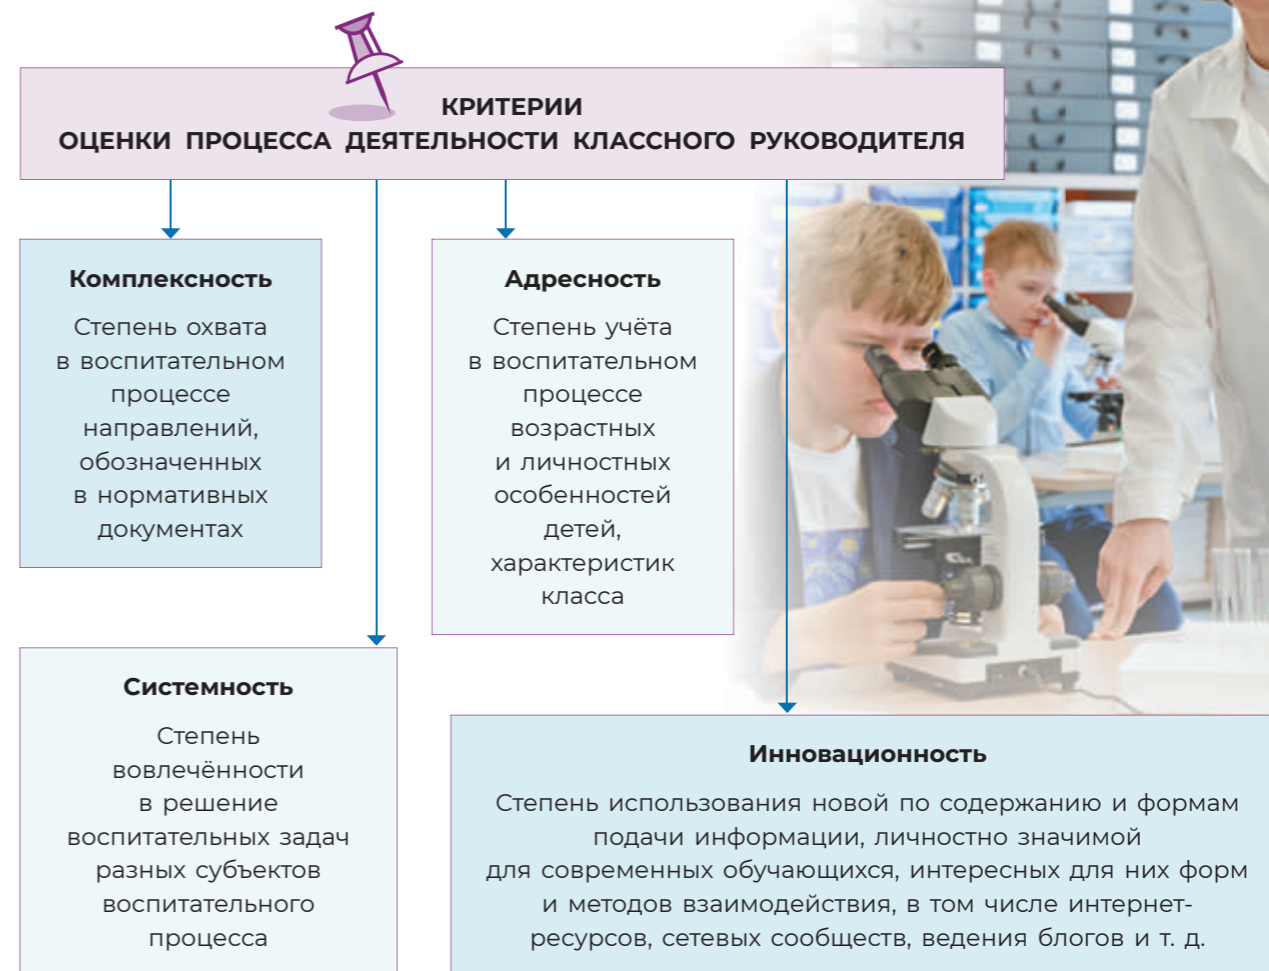 КРИТЕРИИ
ОЦЕНКИ ПРОЦЕССА ДЕЯТЕЛЬНОСТИ КЛАССНОГО РУКОВОДИТЕЛЯ
Комплексность
Степень охвата
в воспитательном
процессе
направлений,
обозначенных
в нормативных
документах
Адресность
Степень учёта
в воспитательном
процессе
возрастных
и личностных
особенностей
детей,
характеристик
класса
Системность
Степень
вовлечённости
в решение
воспитательных задач
разных субъектов
воспитательного
процесса
Инновационность
Степень использования новой по содержанию и формам
подачи информации, личностно значимой
для современных обучающихся, интересных для них форм
и методов взаимодействия, в том числе интернет-
ресурсов, сетевых сообществ, ведения блогов и т. д.